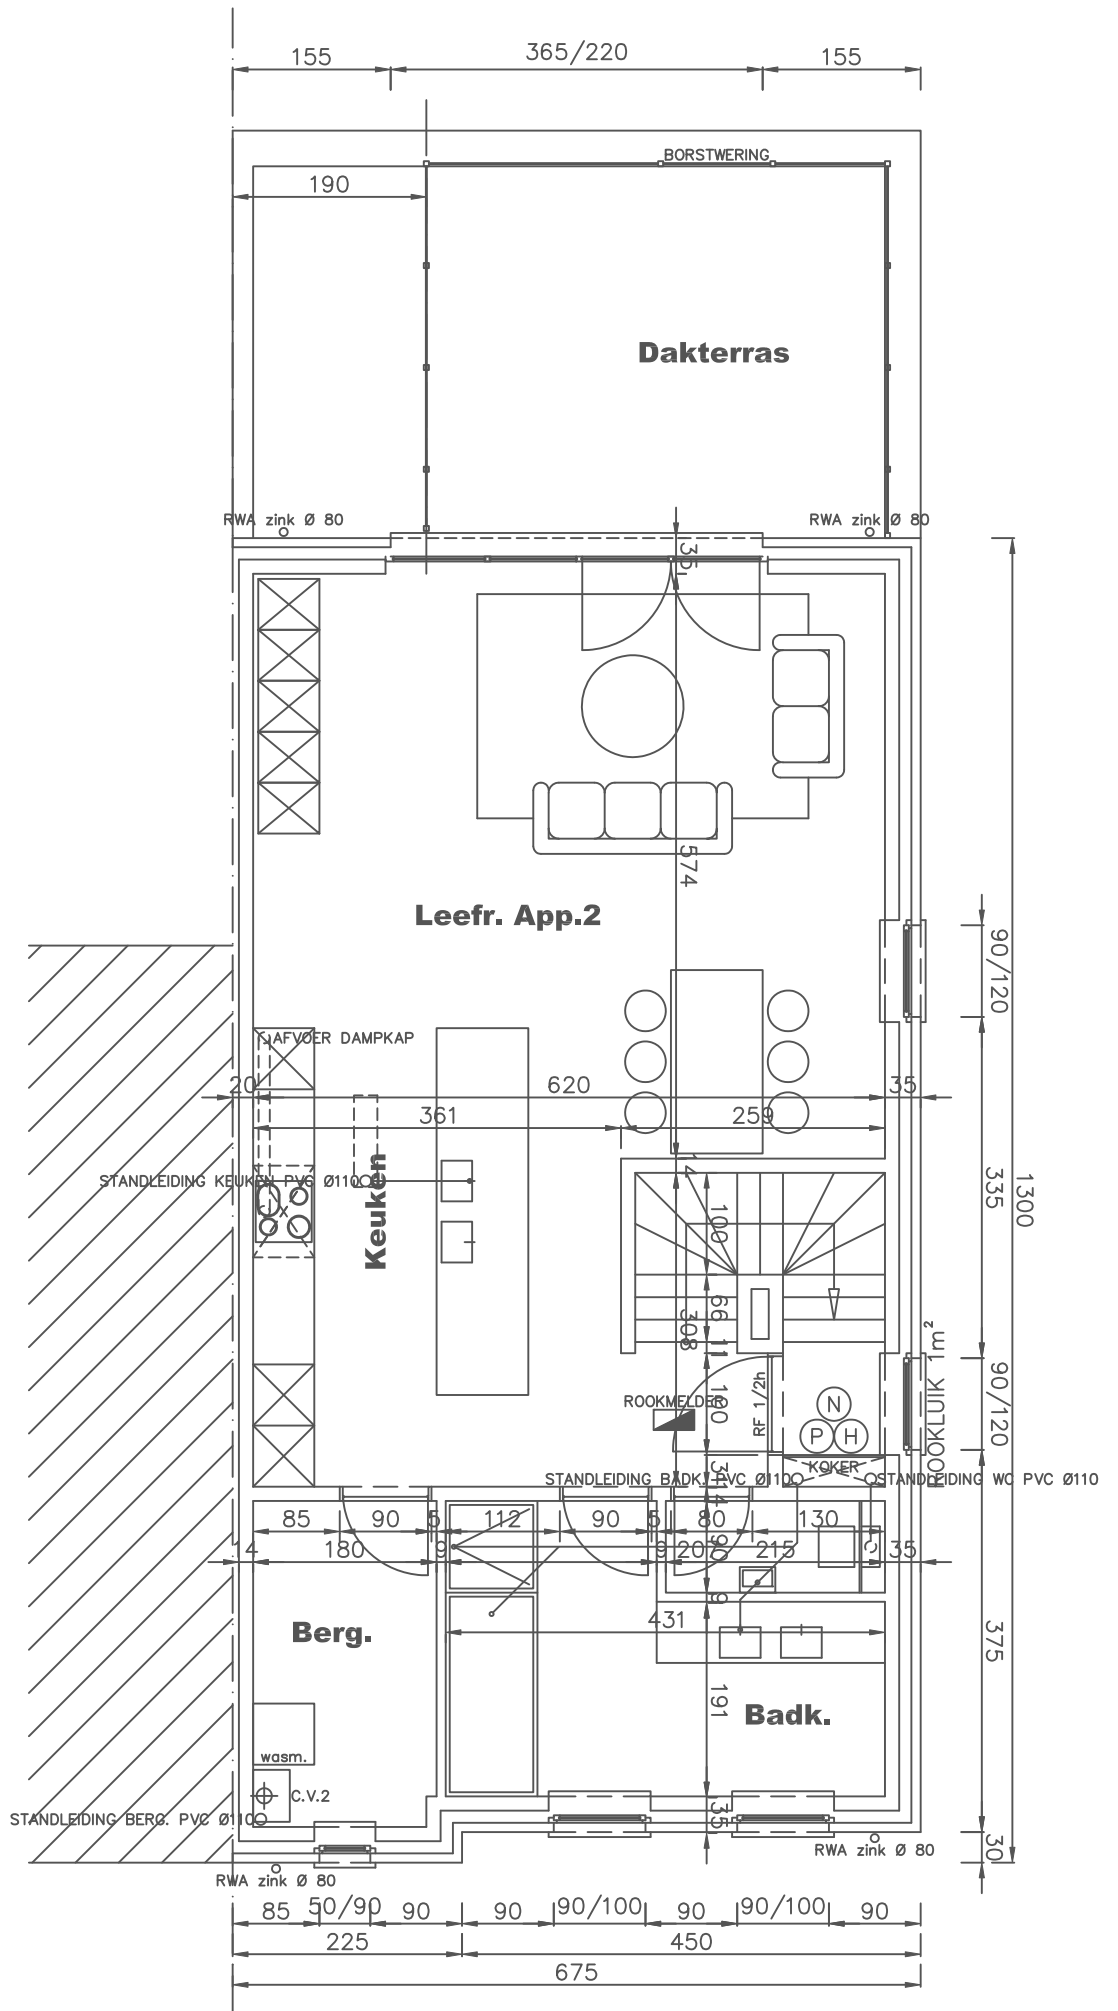 155
365/220
155
BORSTWERING
190
Dakterras
RWA zink Ø 80
RWA zink Ø 80
35
574
Leefr. App.2
90/120
AFVOER DAMPKAP
20
620
35
361
259
14
335
1300
STANDLEIDING KEUKEN PVC Ø110
Keuken
100
66
308
11
100
ROOKMELDER
RF 1/2h
N
P
H
ROOKLUIK 1m²
90/120
KOKER
STANDLEIDING BADK. PVC Ø110
STANDLEIDING WC PVC Ø110
14
85
90
5
112
90
5
80
130
14
180
9
9
20
215
35
90
9
431
Berg.
191
Badk.
375
wasm.
C.V.2
STANDLEIDING BERG. PVC Ø110
35
30
RWA zink Ø 80
RWA zink Ø 80
85
50/90
90
90
90/100
90
90/100
90
225
450
675